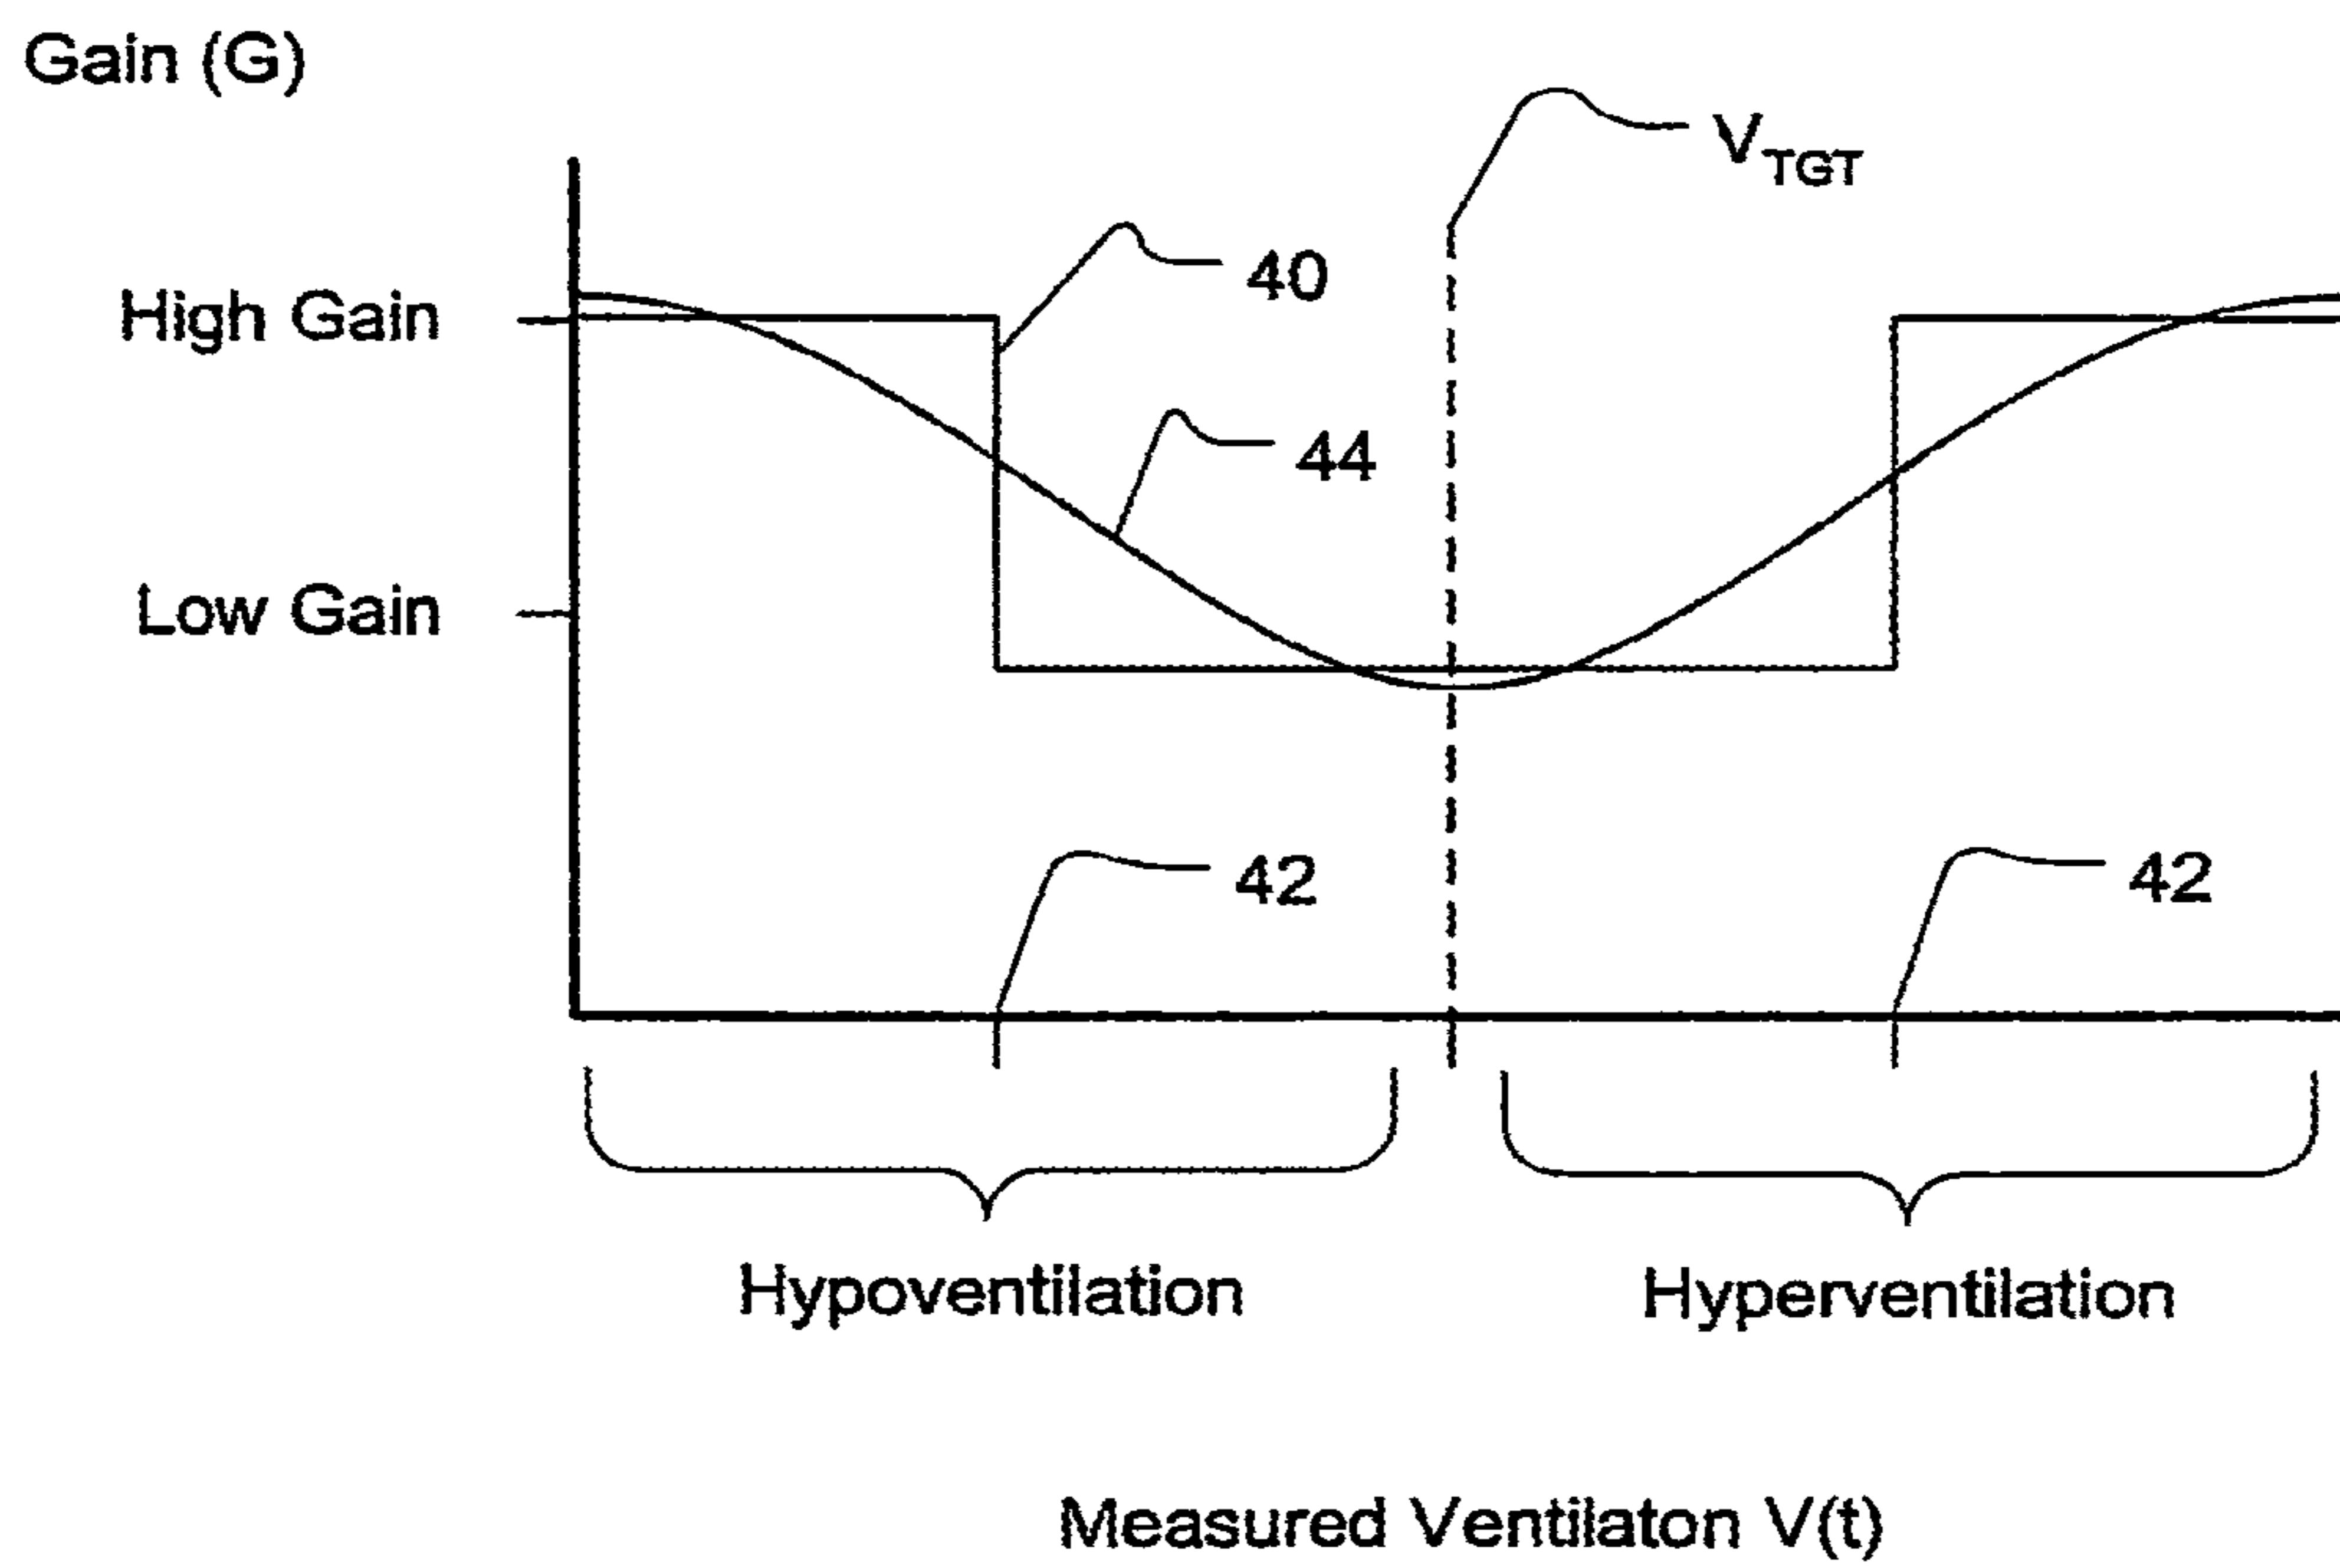 Gain (G)
V_TGT
40
High Gain
44
Low Gain
42
42
Hypoventilation
Hyperventilation
Measured Ventilaton V(t)